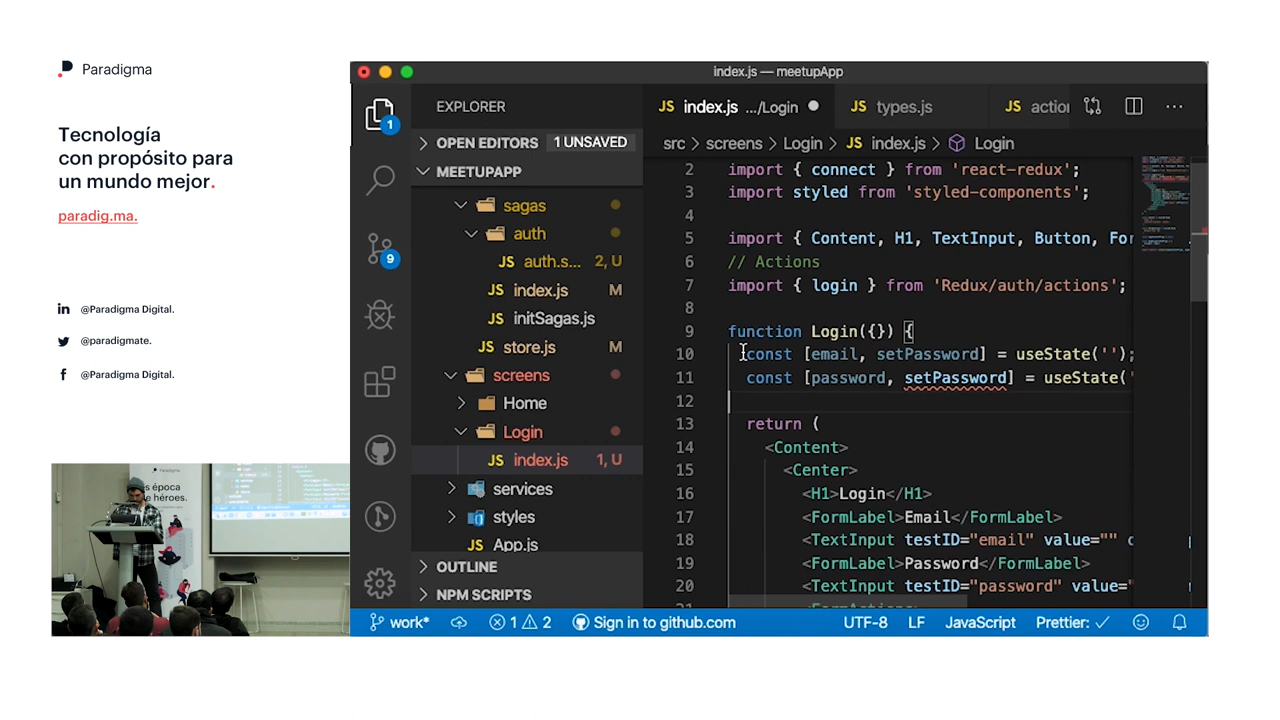 Paradigma
Tecnología
con propósito para
un mundo mejor.
paradig.ma.
@Paradigma Digital.
@paradigmate.
@Paradigma Digital.
Paradigma
s época
e héroes.
index.js — meetupApp
1
9
EXPLORER
OPEN EDITORS 1 UNSAVED
MEETUPAPP
sagas
auth
JS auth.s... 2, U
JS index.js M
JS initSagas.js
JS store.js M
screens
Home
Login
JS index.js 1, U
services
styles
JS App.js
OUTLINE
NPM SCRIPTS
JS index.js .../Login JS types.js JS action
src > screens > Login > JS index.js > Login
2 import { connect } from 'react-redux';
3 import styled from 'styled-components';
4
5 import { Content, H1, TextInput, Button, For
6 // Actions
7 import { login } from 'Redux/auth/actions';
8
9 function Login({}) {
10 const [email, setPassword] = useState('');
11 const [password, setPassword] = useState('
12
13 return (
14 <Content>
15 <Center>
16 <H1>Login</H1>
17 <FormLabel>Email</FormLabel>
18 <TextInput testID="email" value="" c
19 <FormLabel>Password</FormLabel>
20 <TextInput testID="password" value="
work* 1 2 Sign in to github.com UTF-8 LF JavaScript Prettier: ✓